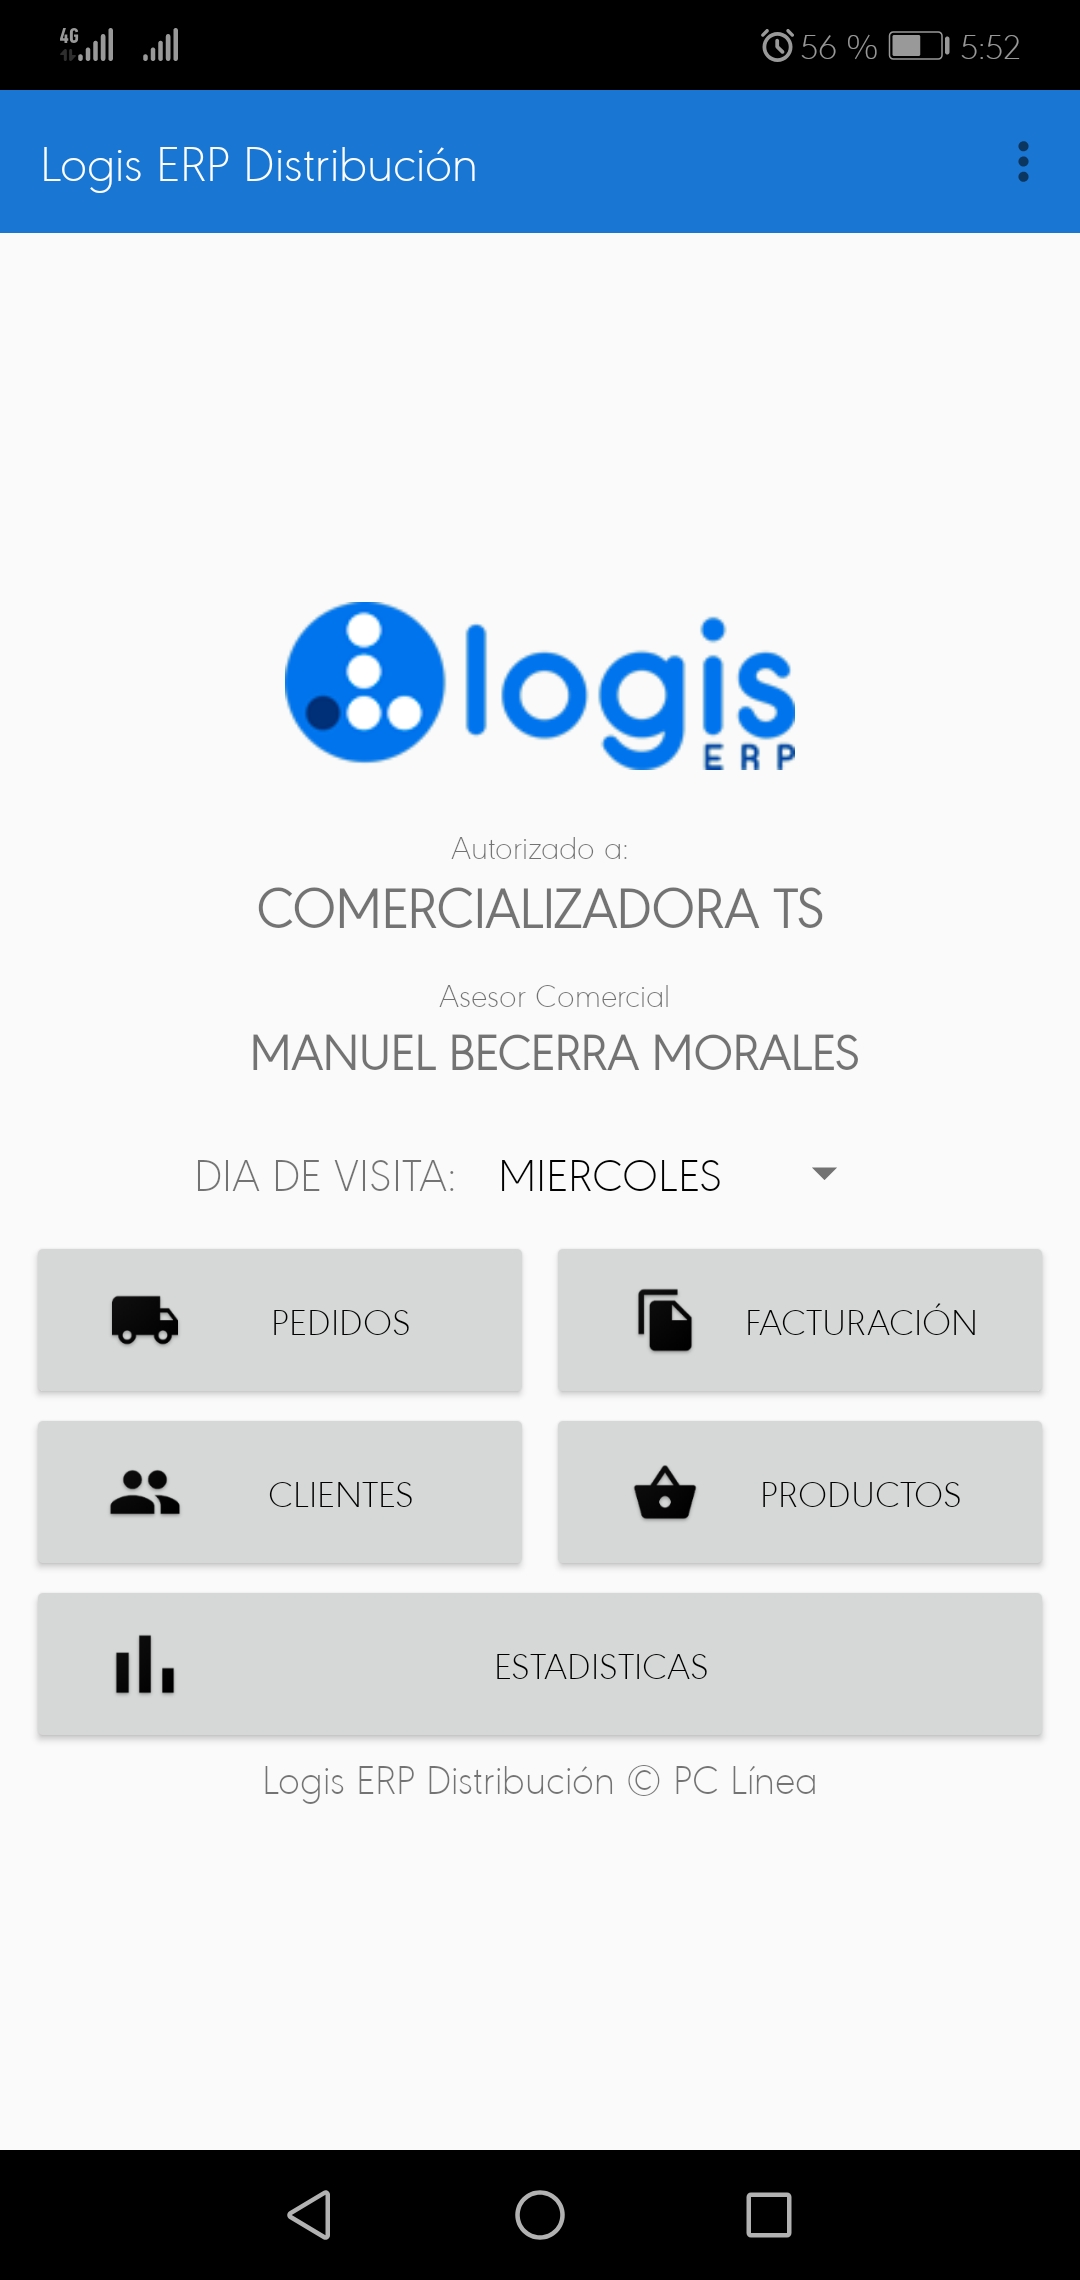 4G 56 % 5:52
Logis ERP Distribución
logis
ERP
Autorizado a:
COMERCIALIZADORA TS
Asesor Comercial
MANUEL BECERRA MORALES
DIA DE VISITA: MIERCOLES
PEDIDOS FACTURACIÓN
CLIENTES PRODUCTOS
ESTADISTICAS
Logis ERP Distribución © PC Línea